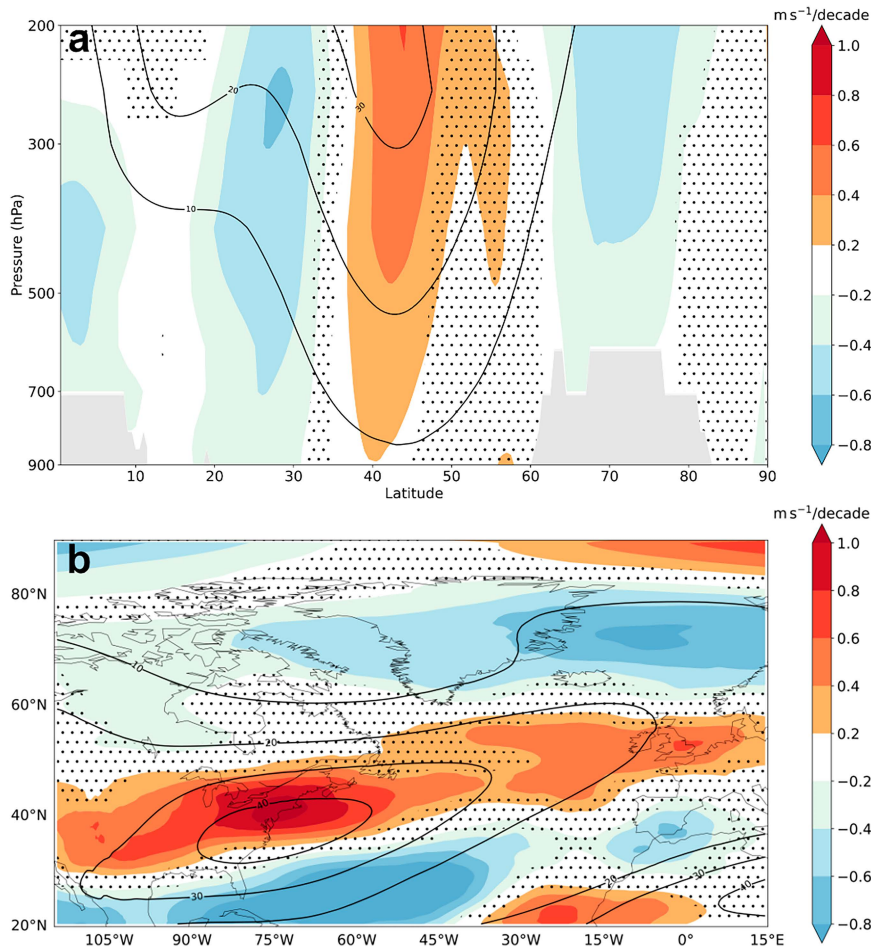 m s⁻¹/decade
a
200
300
500
700
900
Pressure (hPa)
10
20
30
40
50
60
70
80
90
Latitude
20
30
10
1.0
0.8
0.6
0.4
0.2
−0.2
−0.4
−0.6
−0.8
m s⁻¹/decade
b
80°N
60°N
40°N
20°N
105°W
90°W
75°W
60°W
45°W
30°W
15°W
0°
15°E
10
20
40
30
20
30
40
1.0
0.8
0.6
0.4
0.2
−0.2
−0.4
−0.6
−0.8